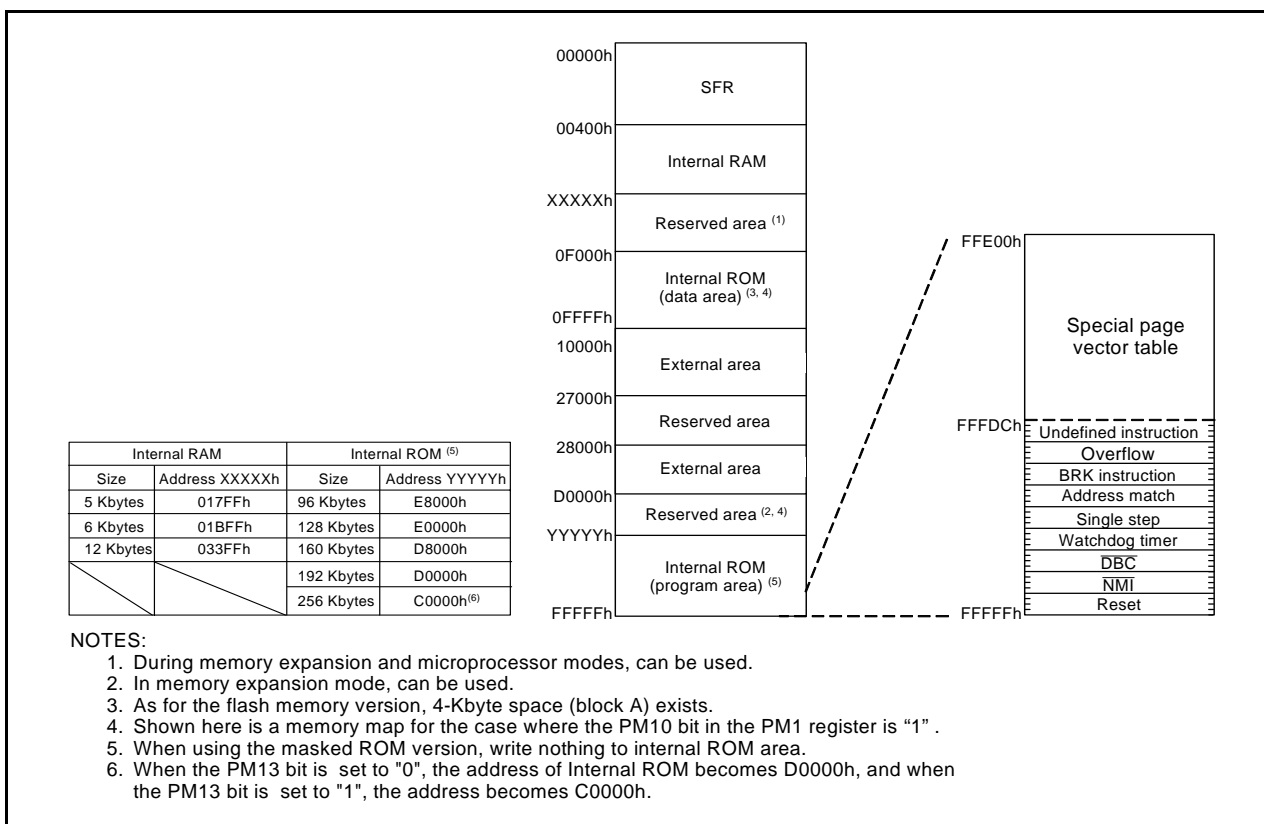 00000h
SFR
00400h
Internal RAM
XXXXXh
Reserved area (1)
0F000h
Internal ROM
(data area) (3, 4)
0FFFFh
10000h
External area
27000h
Reserved area
28000h
External area
D0000h
Reserved area (2, 4)
YYYYYh
Internal ROM
(program area) (5)
FFFFFh
FFE00h
Special page
vector table
FFFDCh
Undefined instruction
Overflow
BRK instruction
Address match
Single step
Watchdog timer
DBC
NMI
Reset
FFFFFh
Internal RAM Internal ROM (5)
Size Address XXXXXh Size Address YYYYYh
5 Kbytes 017FFh 96 Kbytes E8000h
6 Kbytes 01BFFh 128 Kbytes E0000h
12 Kbytes 033FFh 160 Kbytes D8000h
192 Kbytes D0000h
256 Kbytes C0000h(6)
NOTES:
1. During memory expansion and microprocessor modes, can be used.
2. In memory expansion mode, can be used.
3. As for the flash memory version, 4-Kbyte space (block A) exists.
4. Shown here is a memory map for the case where the PM10 bit in the PM1 register is “1” .
5. When using the masked ROM version, write nothing to internal ROM area.
6. When the PM13 bit is set to "0", the address of Internal ROM becomes D0000h, and when
the PM13 bit is set to "1", the address becomes C0000h.